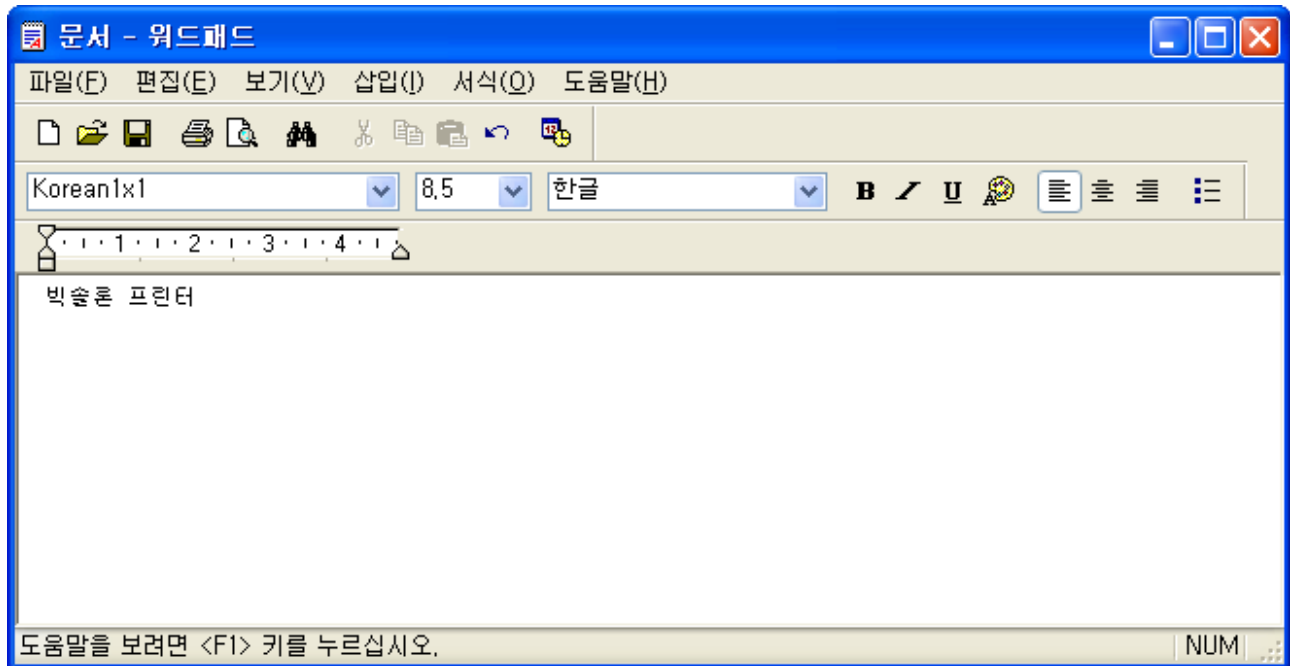 문서 - 워드패드
파일(F) 편집(E) 보기(V) 삽입(I) 서식(O) 도움말(H)
Korean1x1 8,5 한글
1 2 3 4
빅솔론 프린터
도움말을 보려면 <F1> 키를 누르십시오. NUM